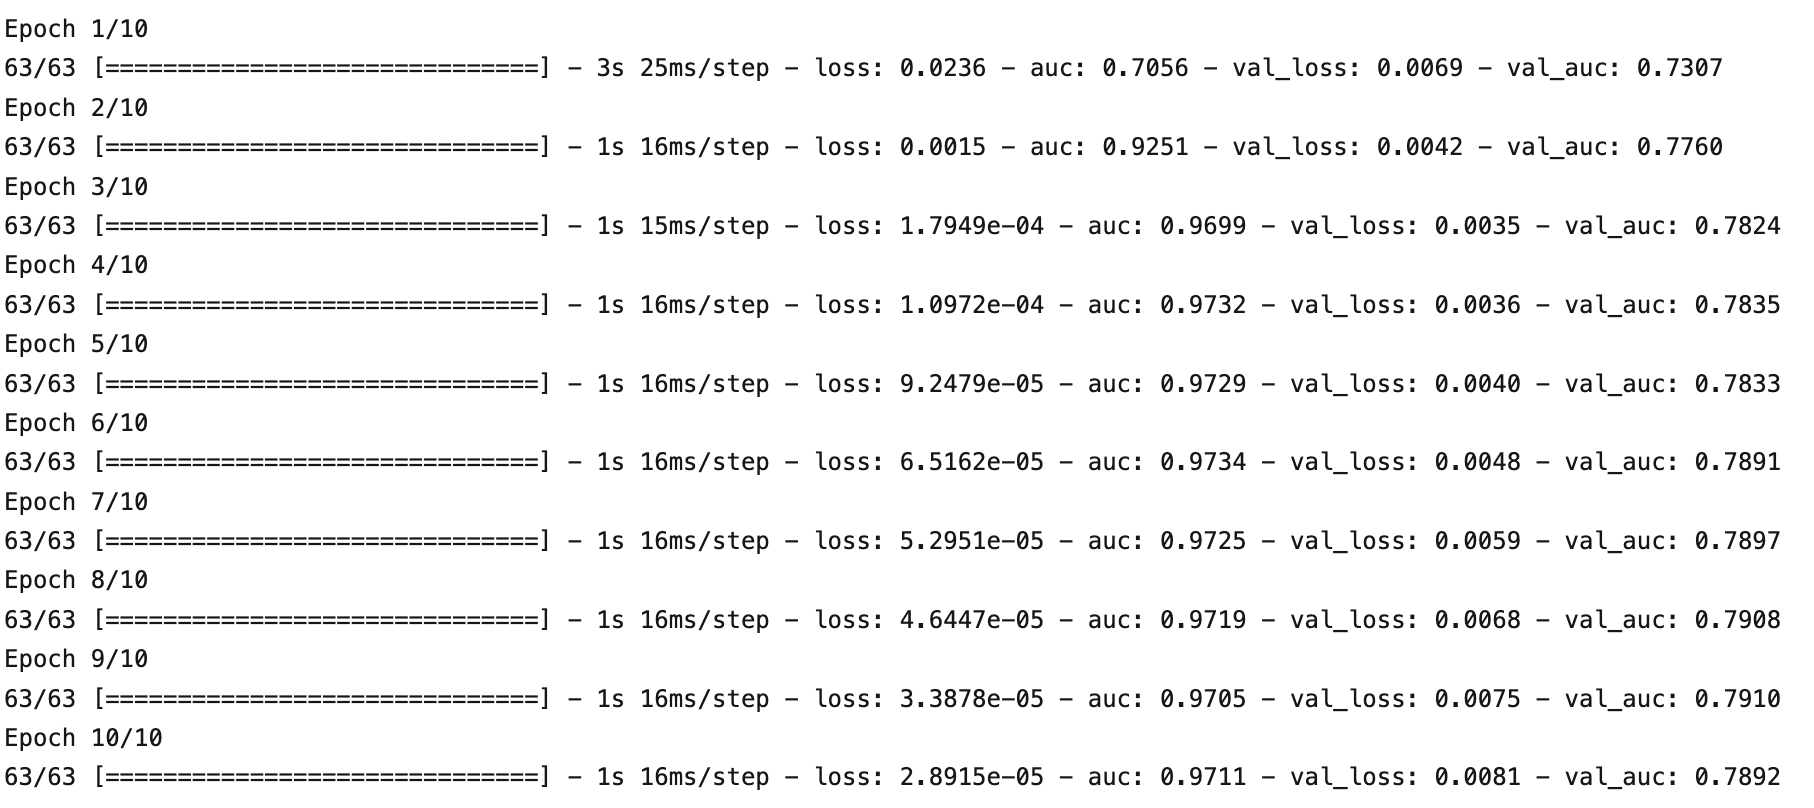 Epoch 1/10
63/63 [==============================] - 3s 25ms/step - loss: 0.0236 - auc: 0.7056 - val_loss: 0.0069 - val_auc: 0.7307
Epoch 2/10
63/63 [==============================] - 1s 16ms/step - loss: 0.0015 - auc: 0.9251 - val_loss: 0.0042 - val_auc: 0.7760
Epoch 3/10
63/63 [==============================] - 1s 15ms/step - loss: 1.7949e-04 - auc: 0.9699 - val_loss: 0.0035 - val_auc: 0.7824
Epoch 4/10
63/63 [==============================] - 1s 16ms/step - loss: 1.0972e-04 - auc: 0.9732 - val_loss: 0.0036 - val_auc: 0.7835
Epoch 5/10
63/63 [==============================] - 1s 16ms/step - loss: 9.2479e-05 - auc: 0.9729 - val_loss: 0.0040 - val_auc: 0.7833
Epoch 6/10
63/63 [==============================] - 1s 16ms/step - loss: 6.5162e-05 - auc: 0.9734 - val_loss: 0.0048 - val_auc: 0.7891
Epoch 7/10
63/63 [==============================] - 1s 16ms/step - loss: 5.2951e-05 - auc: 0.9725 - val_loss: 0.0059 - val_auc: 0.7897
Epoch 8/10
63/63 [==============================] - 1s 16ms/step - loss: 4.6447e-05 - auc: 0.9719 - val_loss: 0.0068 - val_auc: 0.7908
Epoch 9/10
63/63 [==============================] - 1s 16ms/step - loss: 3.3878e-05 - auc: 0.9705 - val_loss: 0.0075 - val_auc: 0.7910
Epoch 10/10
63/63 [==============================] - 1s 16ms/step - loss: 2.8915e-05 - auc: 0.9711 - val_loss: 0.0081 - val_auc: 0.7892